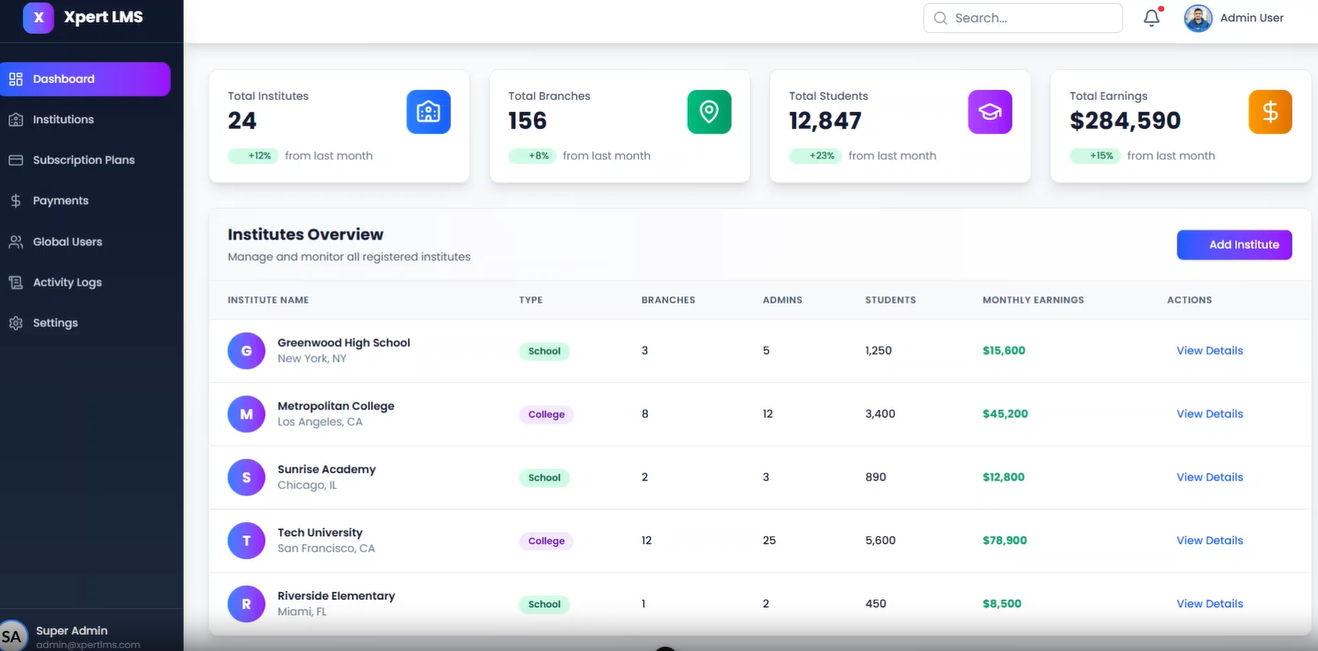 X Xpert LMS
Search...
Admin User
Dashboard
Institutions
Subscription Plans
Payments
Global Users
Activity Logs
Settings
SA
Super Admin
admin@xpertlms.com
Total Institutes
24
+12% from last month
Total Branches
156
+8% from last month
Total Students
12,847
+23% from last month
Total Earnings
$284,590
+15% from last month
Institutes Overview
Manage and monitor all registered institutes
Add Institute
INSTITUTE NAME TYPE BRANCHES ADMINS STUDENTS MONTHLY EARNINGS ACTIONS
G Greenwood High School School 3 5 1,250 $15,600 View Details
New York, NY
M Metropolitan College College 8 12 3,400 $45,200 View Details
Los Angeles, CA
S Sunrise Academy School 2 3 890 $12,800 View Details
Chicago, IL
T Tech University College 12 25 5,600 $78,900 View Details
San Francisco, CA
R Riverside Elementary School 1 2 450 $8,500 View Details
Miami, FL